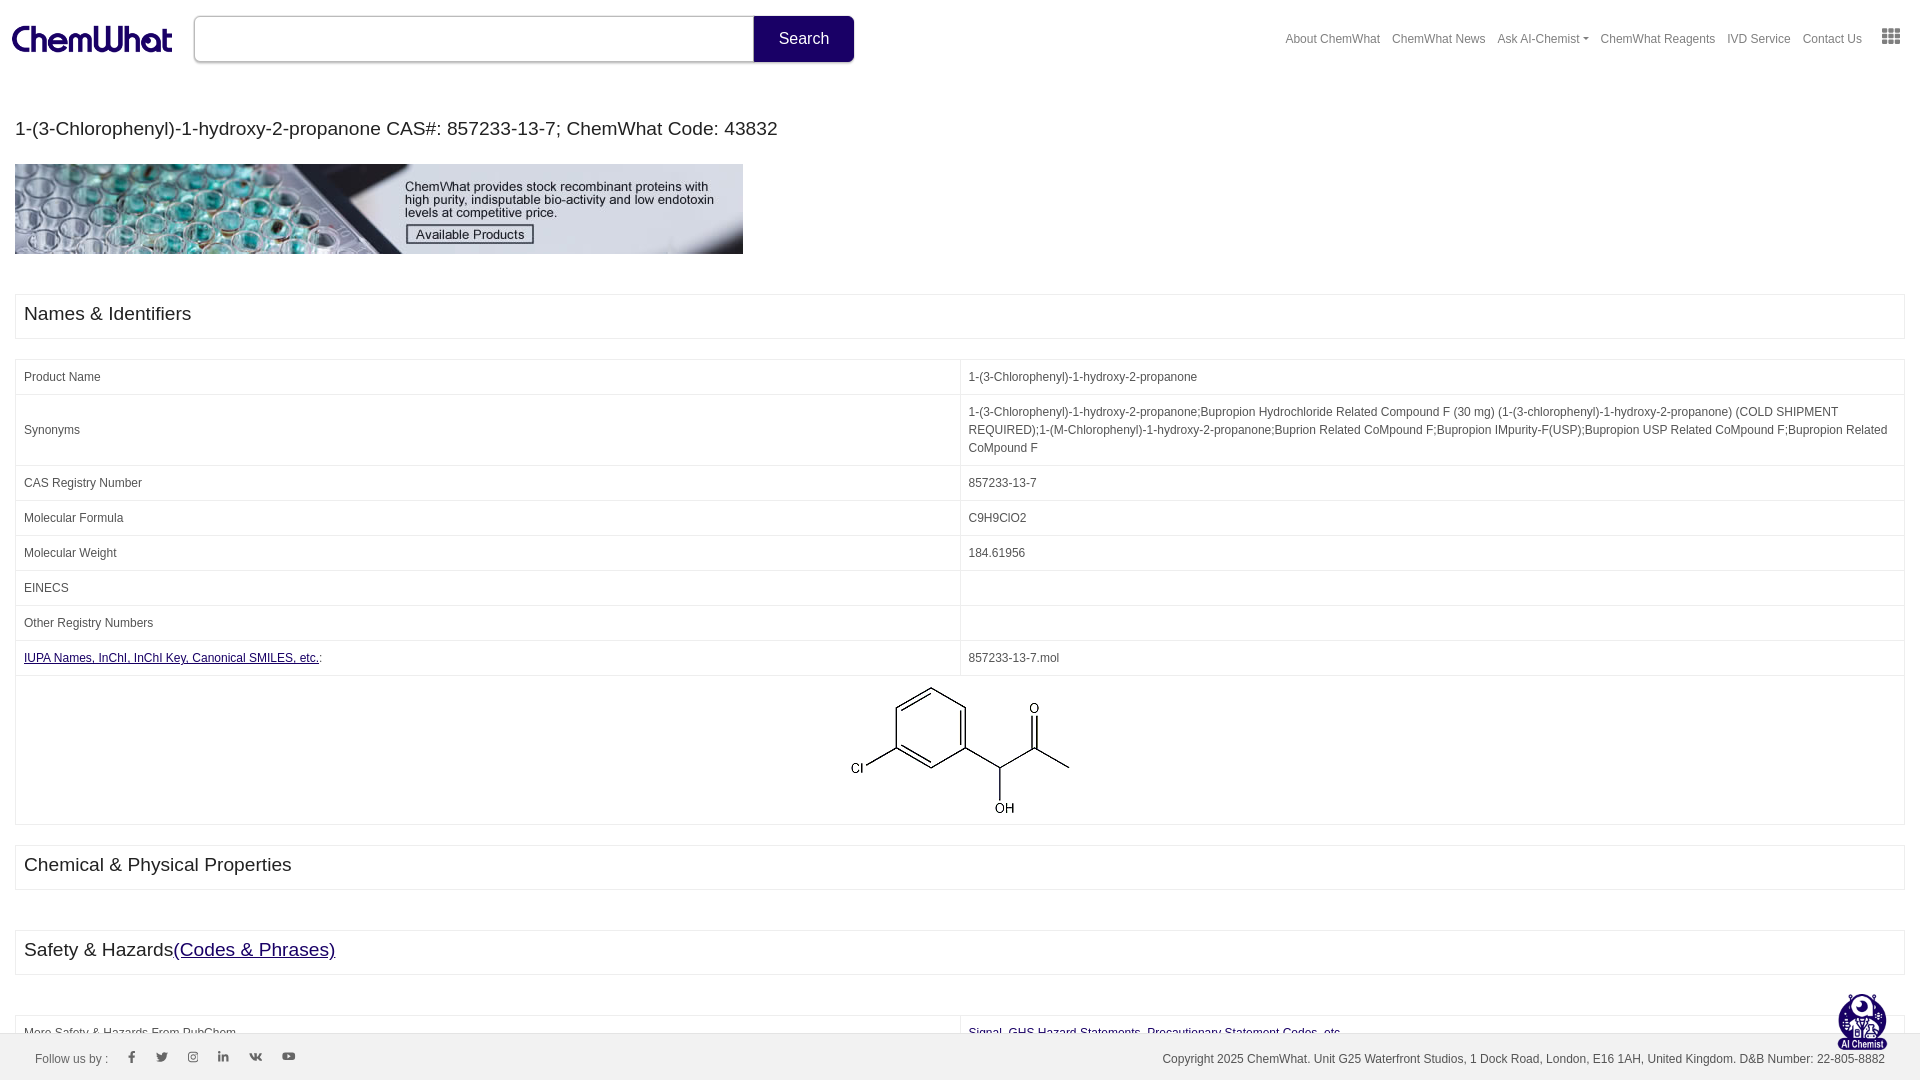 ChemWhat
Search
About ChemWhat
ChemWhat News
Ask AI-Chemist
ChemWhat Reagents
IVD Service
Contact Us
1-(3-Chlorophenyl)-1-hydroxy-2-propanone CAS#: 857233-13-7; ChemWhat Code: 43832
ChemWhat provides stock recombinant proteins with
high purity, indisputable bio-activity and low endotoxin
levels at competitive price.
Available Products
Names & Identifiers
Product Name
1-(3-Chlorophenyl)-1-hydroxy-2-propanone
Synonyms
1-(3-Chlorophenyl)-1-hydroxy-2-propanone;Bupropion Hydrochloride Related Compound F (30 mg) (1-(3-chlorophenyl)-1-hydroxy-2-propanone) (COLD SHIPMENT
REQUIRED);1-(M-Chlorophenyl)-1-hydroxy-2-propanone;Buprion Related CoMpound F;Bupropion IMpurity-F(USP);Bupropion USP Related CoMpound F;Bupropion Related
CoMpound F
CAS Registry Number
857233-13-7
Molecular Formula
C9H9ClO2
Molecular Weight
184.61956
EINECS
Other Registry Numbers
IUPA Names, InChI, InChI Key, Canonical SMILES, etc.:
857233-13-7.mol
O
Cl
OH
Chemical & Physical Properties
Safety & Hazards(Codes & Phrases)
More Safety & Hazards From PubChem
Signal, GHS Hazard Statements, Precautionary Statement Codes, etc.
AI Chemist
Follow us by :
Copyright 2025 ChemWhat. Unit G25 Waterfront Studios, 1 Dock Road, London, E16 1AH, United Kingdom. D&B Number: 22-805-8882